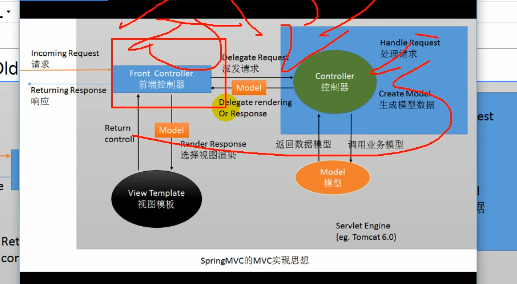 Incoming Request
请求
Front Controller
前端控制器
Delegate Request
派发请求
Model
Controller
控制器
Handle Request
处理请求
Returning Response
响应
Delegate rendering
Or Response
Create Model
生成模型数据
Return
controll
Model
Render Response
选择视图渲染
返回数据模型
调用业务模型
View Template
视图模板
Model
模型
Servlet Engine
(eg. Tomcat 6.0)
SpringMVC的MVC实现思想
Old
Ret
cor
est
据